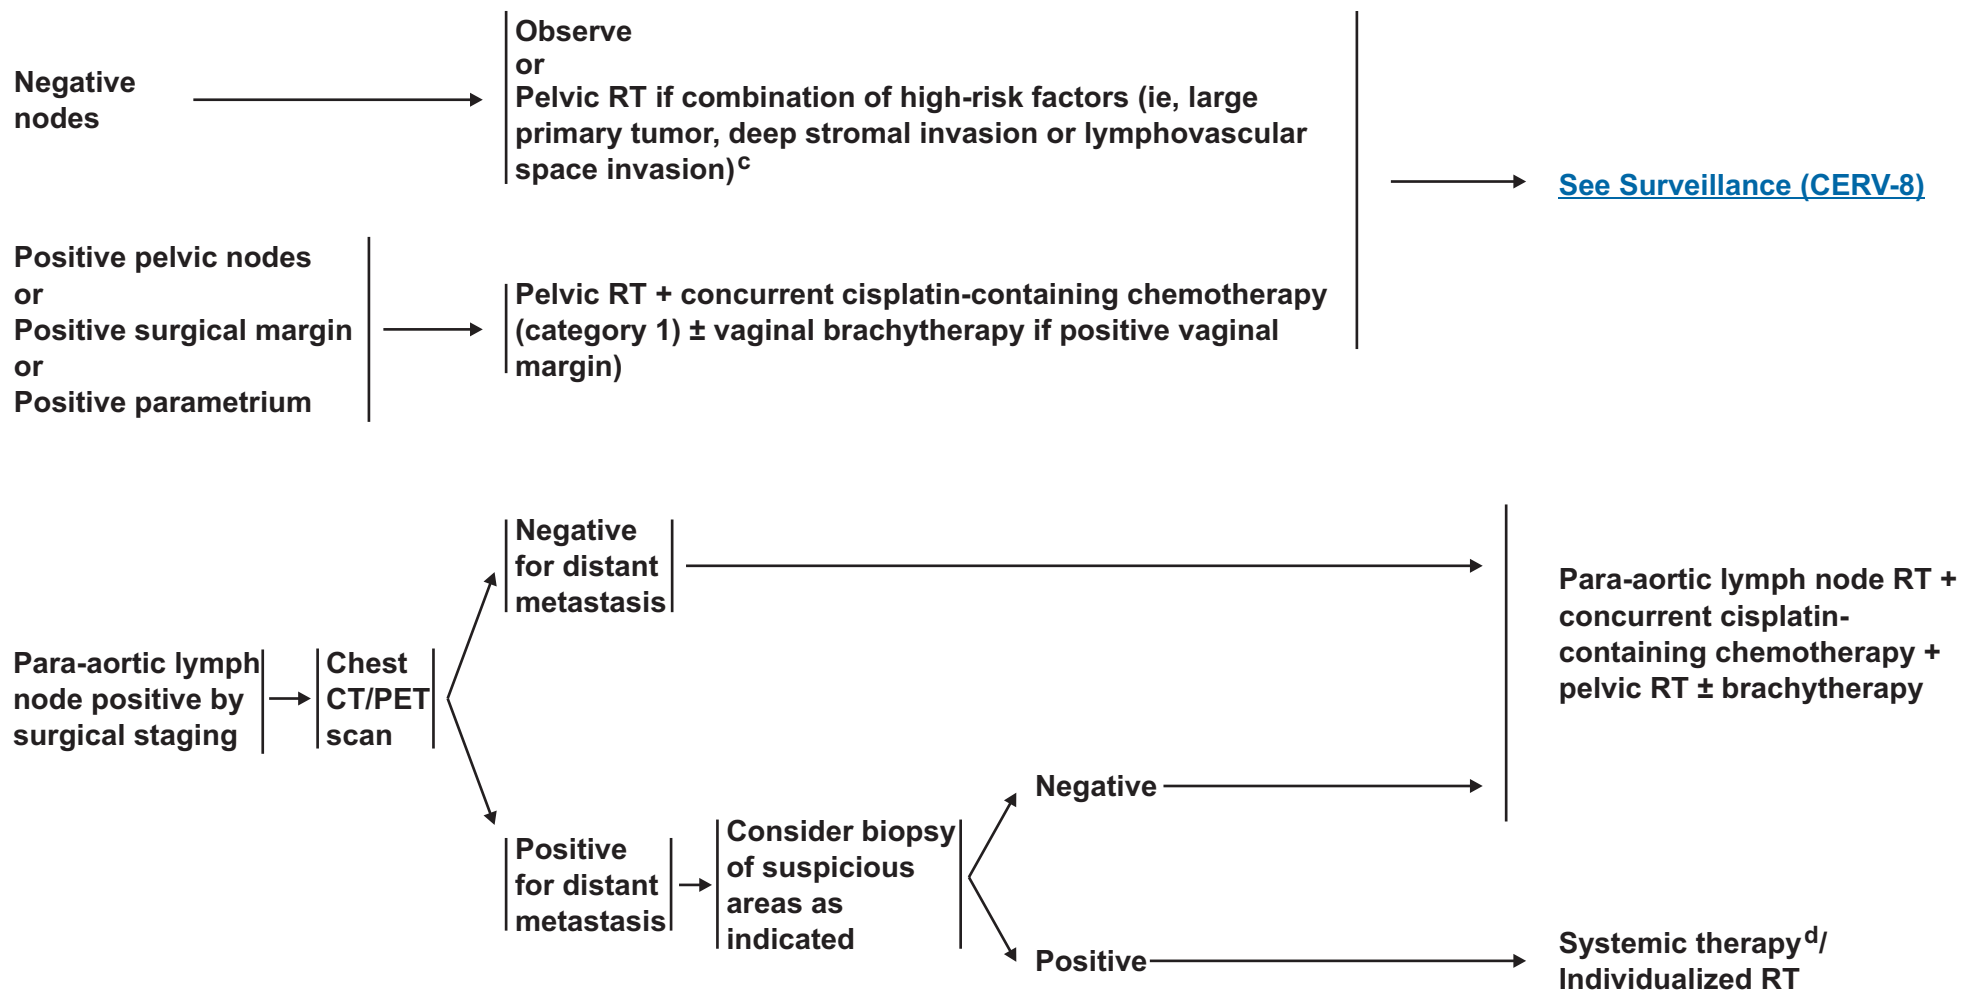 Negative
nodes
Observe
or
Pelvic RT if combination of high-risk factors (ie, large
primary tumor, deep stromal invasion or lymphovascular
space invasion)c
See Surveillance (CERV-8)
Positive pelvic nodes
or
Positive surgical margin
or
Positive parametrium
Pelvic RT + concurrent cisplatin-containing chemotherapy
(category 1) ± vaginal brachytherapy if positive vaginal
margin)
Para-aortic lymph
node positive by
surgical staging
Chest
CT/PET
scan
Negative
for distant
metastasis
Positive
for distant
metastasis
Consider biopsy
of suspicious
areas as
indicated
Negative
Positive
Para-aortic lymph node RT +
concurrent cisplatin-
containing chemotherapy +
pelvic RT ± brachytherapy
Systemic therapyd/
Individualized RT